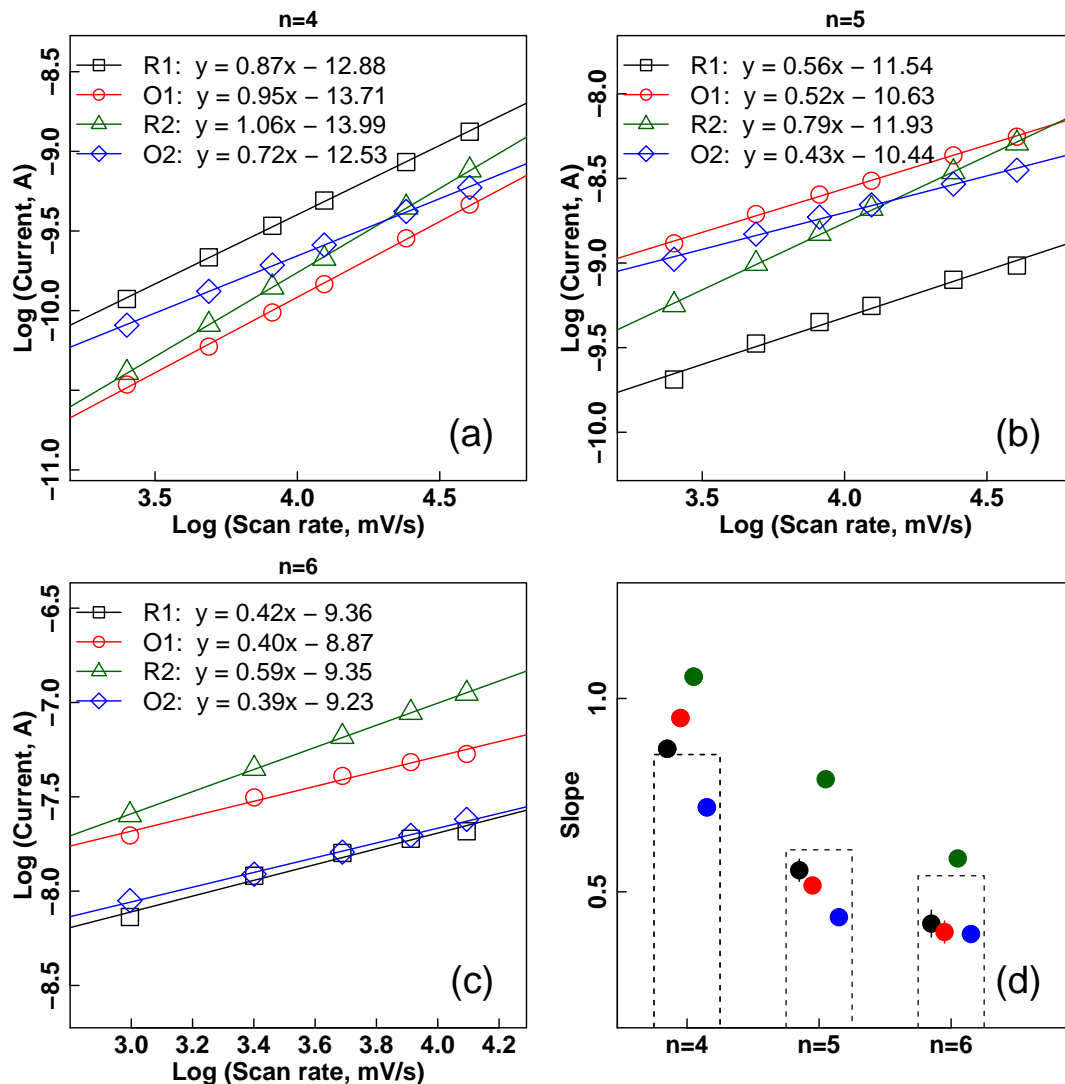 n=4
R1: y = 0.87x − 12.88
O1: y = 0.95x − 13.71
R2: y = 1.06x − 13.99
O2: y = 0.72x − 12.53
−8.5
−9.0
−9.5
−10.0
−11.0
Log (Current, A)
(a)
3.5 4.0 4.5
Log (Scan rate, mV/s)
n=5
R1: y = 0.56x − 11.54
O1: y = 0.52x − 10.63
R2: y = 0.79x − 11.93
O2: y = 0.43x − 10.44
−8.0
−8.5
−9.0
−9.5
−10.0
Log (Current, A)
(b)
3.5 4.0 4.5
Log (Scan rate, mV/s)
n=6
R1: y = 0.42x − 9.36
O1: y = 0.40x − 8.87
R2: y = 0.59x − 9.35
O2: y = 0.39x − 9.23
−6.5
−7.0
−7.5
−8.0
−8.5
Log (Current, A)
(c)
3.0 3.2 3.4 3.6 3.8 4.0 4.2
Log (Scan rate, mV/s)
1.0
0.5
Slope
(d)
n=4 n=5 n=6